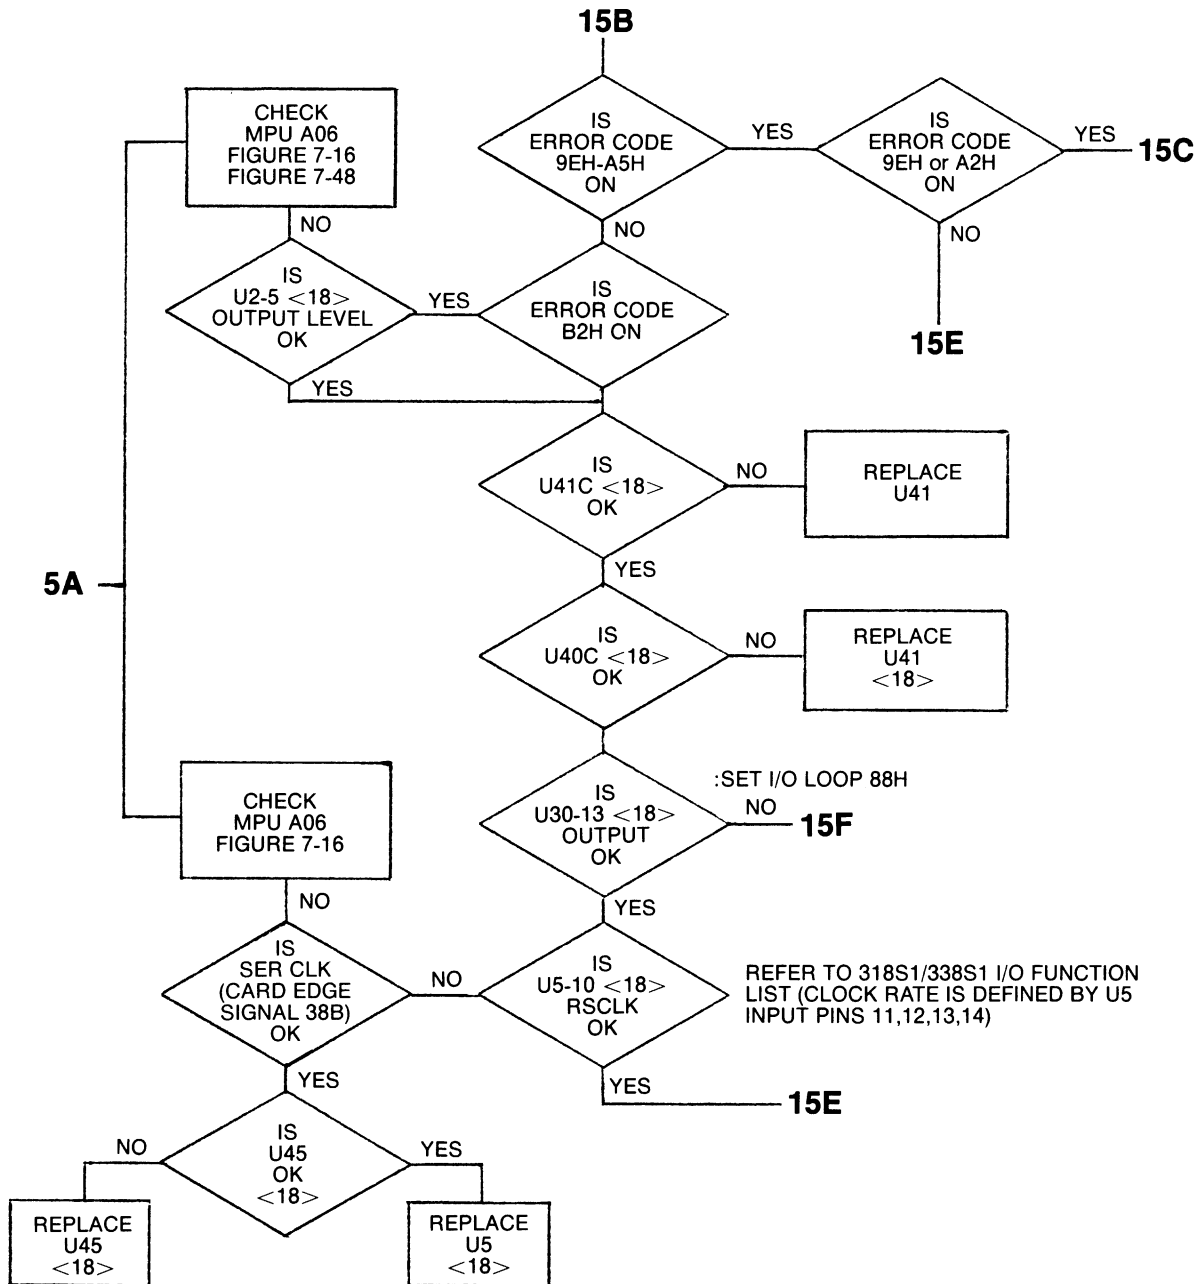 15B
IS
ERROR CODE
9EH-A5H
ON
YES
IS
ERROR CODE
9EH or A2H
ON
YES
15C
NO
15E
CHECK
MPU A06
FIGURE 7-16
FIGURE 7-48
NO
IS
U2-5 <18>
OUTPUT LEVEL
OK
YES
YES
NO
IS
ERROR CODE
B2H ON
IS
U41C <18>
OK
NO
REPLACE
U41
YES
5A
IS
U40C <18>
OK
NO
REPLACE
U41
<18>
IS
U30-13 <18>
OUTPUT
OK
:SET I/O LOOP 88H
NO
15F
YES
CHECK
MPU A06
FIGURE 7-16
NO
IS
SER CLK
(CARD EDGE
SIGNAL 38B)
OK
NO
IS
U5-10 <18>
RSCLK
OK
REFER TO 318S1/338S1 I/O FUNCTION
LIST (CLOCK RATE IS DEFINED BY U5
INPUT PINS 11,12,13,14)
YES
15E
YES
IS
U45
OK
<18>
NO
YES
REPLACE
U45
<18>
REPLACE
U5
<18>